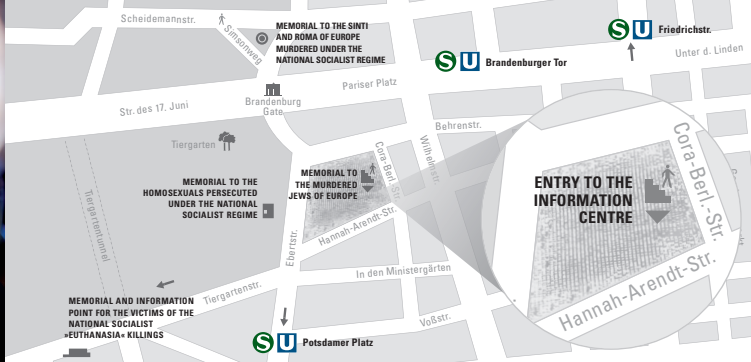 Scheidemannstr.
Simsonweg
MEMORIAL TO THE SINTI
AND ROMA OF EUROPE
MURDERED UNDER THE
NATIONAL SOCIALIST REGIME
S U Friedrichstr.
Unter d. Linden
S U Brandenburger Tor
Pariser Platz
Brandenburg
Gate
Str. des 17. Juni
Behrenstr.
Wilhelmstr.
Cora-Berl.-Str.
Tiergarten
MEMORIAL TO
THE MURDERED
JEWS OF EUROPE
MEMORIAL TO THE
HOMOSEXUALS PERSECUTED
UNDER THE NATIONAL
SOCIALIST REGIME
ENTRY TO THE
INFORMATION
CENTRE
Cora-Berl.-Str.
Hannah-Arendt-Str.
Tiergartentunnel
Ebertstr.
Hannah-Arendt-Str.
In den Ministergärten
Tiergartenstr.
MEMORIAL AND INFORMATION
POINT FOR THE VICTIMS OF THE
NATIONAL SOCIALIST
»EUTHANASIA« KILLINGS
Voßstr.
S U Potsdamer Platz